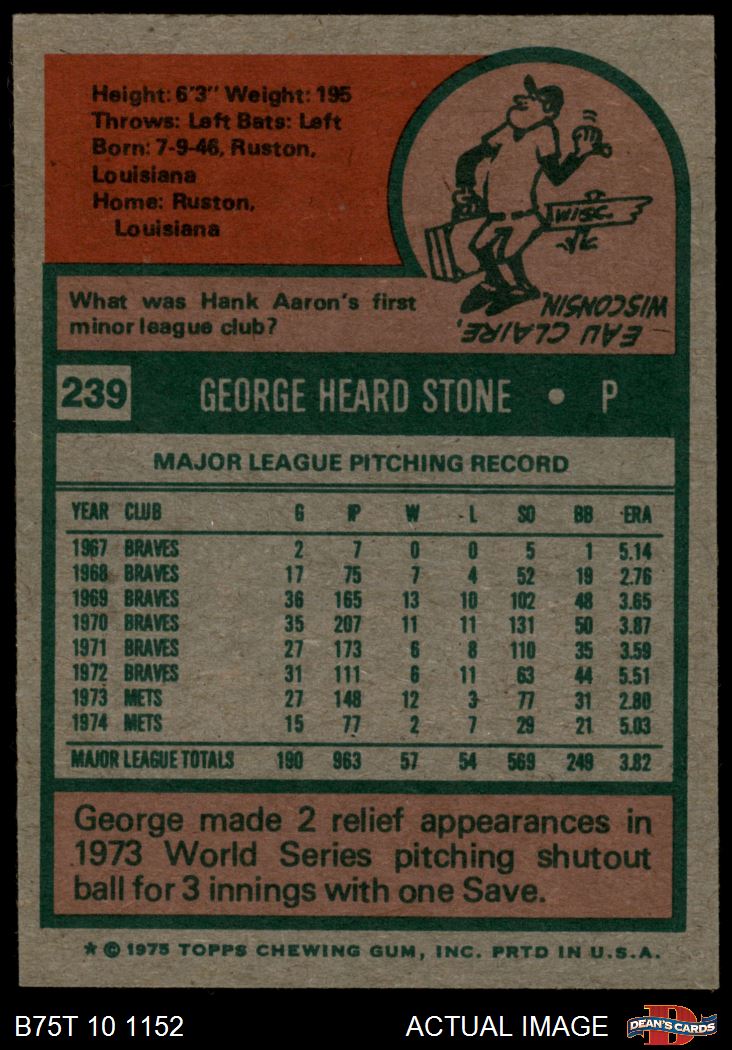 Height: 6'3" Weight: 195
Throws: Left Bats: Left
Born: 7-9-46, Ruston,
Louisiana
Home: Ruston,
Louisiana
WISC.
What was Hank Aaron's first
minor league club?
EAU CLAIRE,
WISCONSIN.
239 GEORGE HEARD STONE • P
MAJOR LEAGUE PITCHING RECORD
YEAR CLUB G IP W L SO BB ERA
1967 BRAVES 2 7 0 0 5 1 5.14
1968 BRAVES 17 75 7 4 52 19 2.76
1969 BRAVES 36 165 13 10 102 48 3.65
1970 BRAVES 35 207 11 11 131 50 3.87
1971 BRAVES 27 173 6 8 110 35 3.59
1972 BRAVES 31 111 6 11 63 44 5.51
1973 METS 27 148 12 3 77 31 2.80
1974 METS 15 77 2 7 29 21 5.03
MAJOR LEAGUE TOTALS 190 963 57 54 569 249 3.82
George made 2 relief appearances in
1973 World Series pitching shutout
ball for 3 innings with one Save.
* © 1975 TOPPS CHEWING GUM, INC. PRTD IN U.S.A.
B75T 10 1152 ACTUAL IMAGE D DEAN'S CARDS